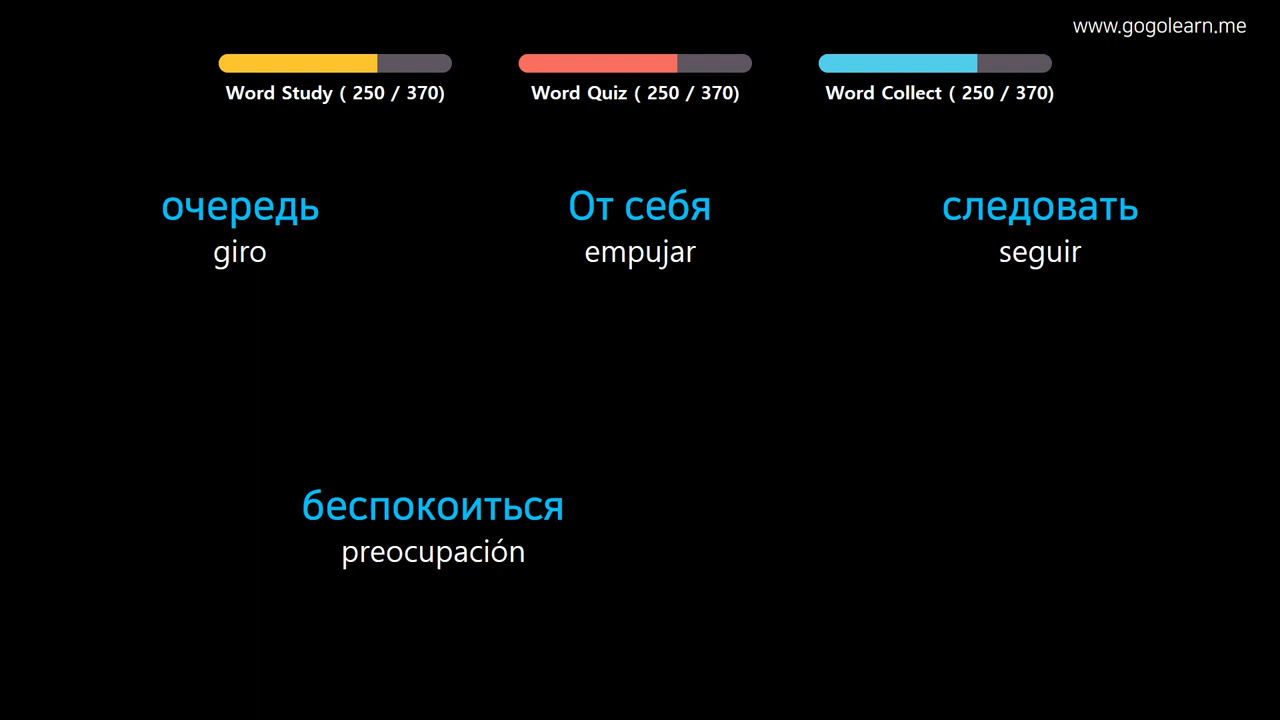 www.gogolearn.me
Word Study ( 250 / 370)
Word Quiz ( 250 / 370)
Word Collect ( 250 / 370)
очередь
giro
От себя
empujar
следовать
seguir
беспокоиться
preocupación